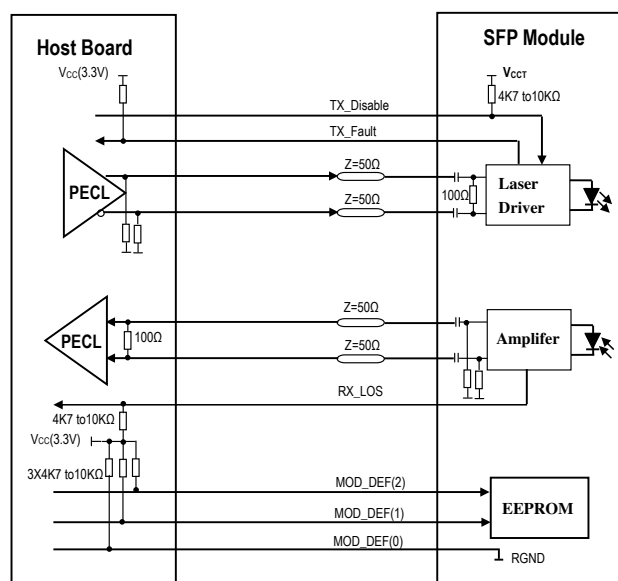 Host Board
SFP Module
Vcc(3.3V)
VCCT
4K7 to10KΩ
TX_Disable
TX_Fault
Z=50Ω
PECL
100Ω
Laser
Driver
Z=50Ω
Z=50Ω
PECL
100Ω
Amplifer
Z=50Ω
RX_LOS
4K7 to10KΩ
Vcc(3.3V)
3X4K7 to10KΩ
MOD_DEF(2)
EEPROM
MOD_DEF(1)
MOD_DEF(0)
RGND